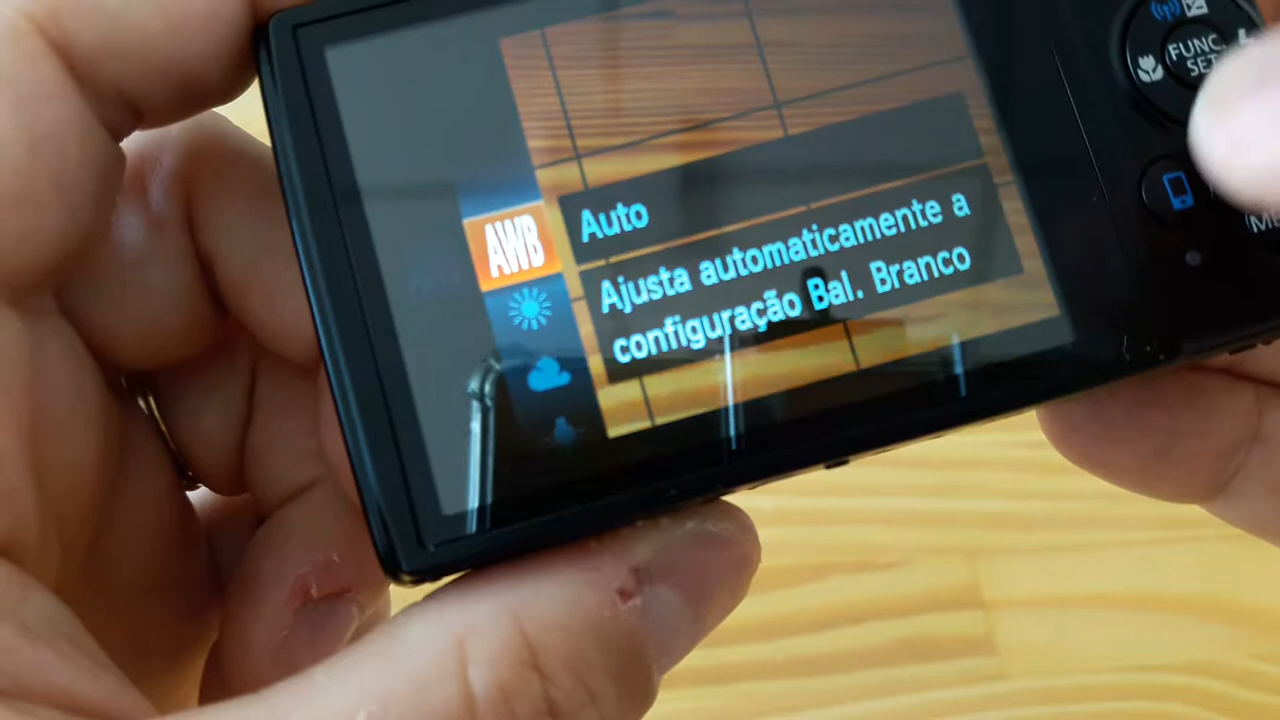 FUNC.
SET
Auto
AWB
Ajusta automaticamente a
configuração Bal. Branco